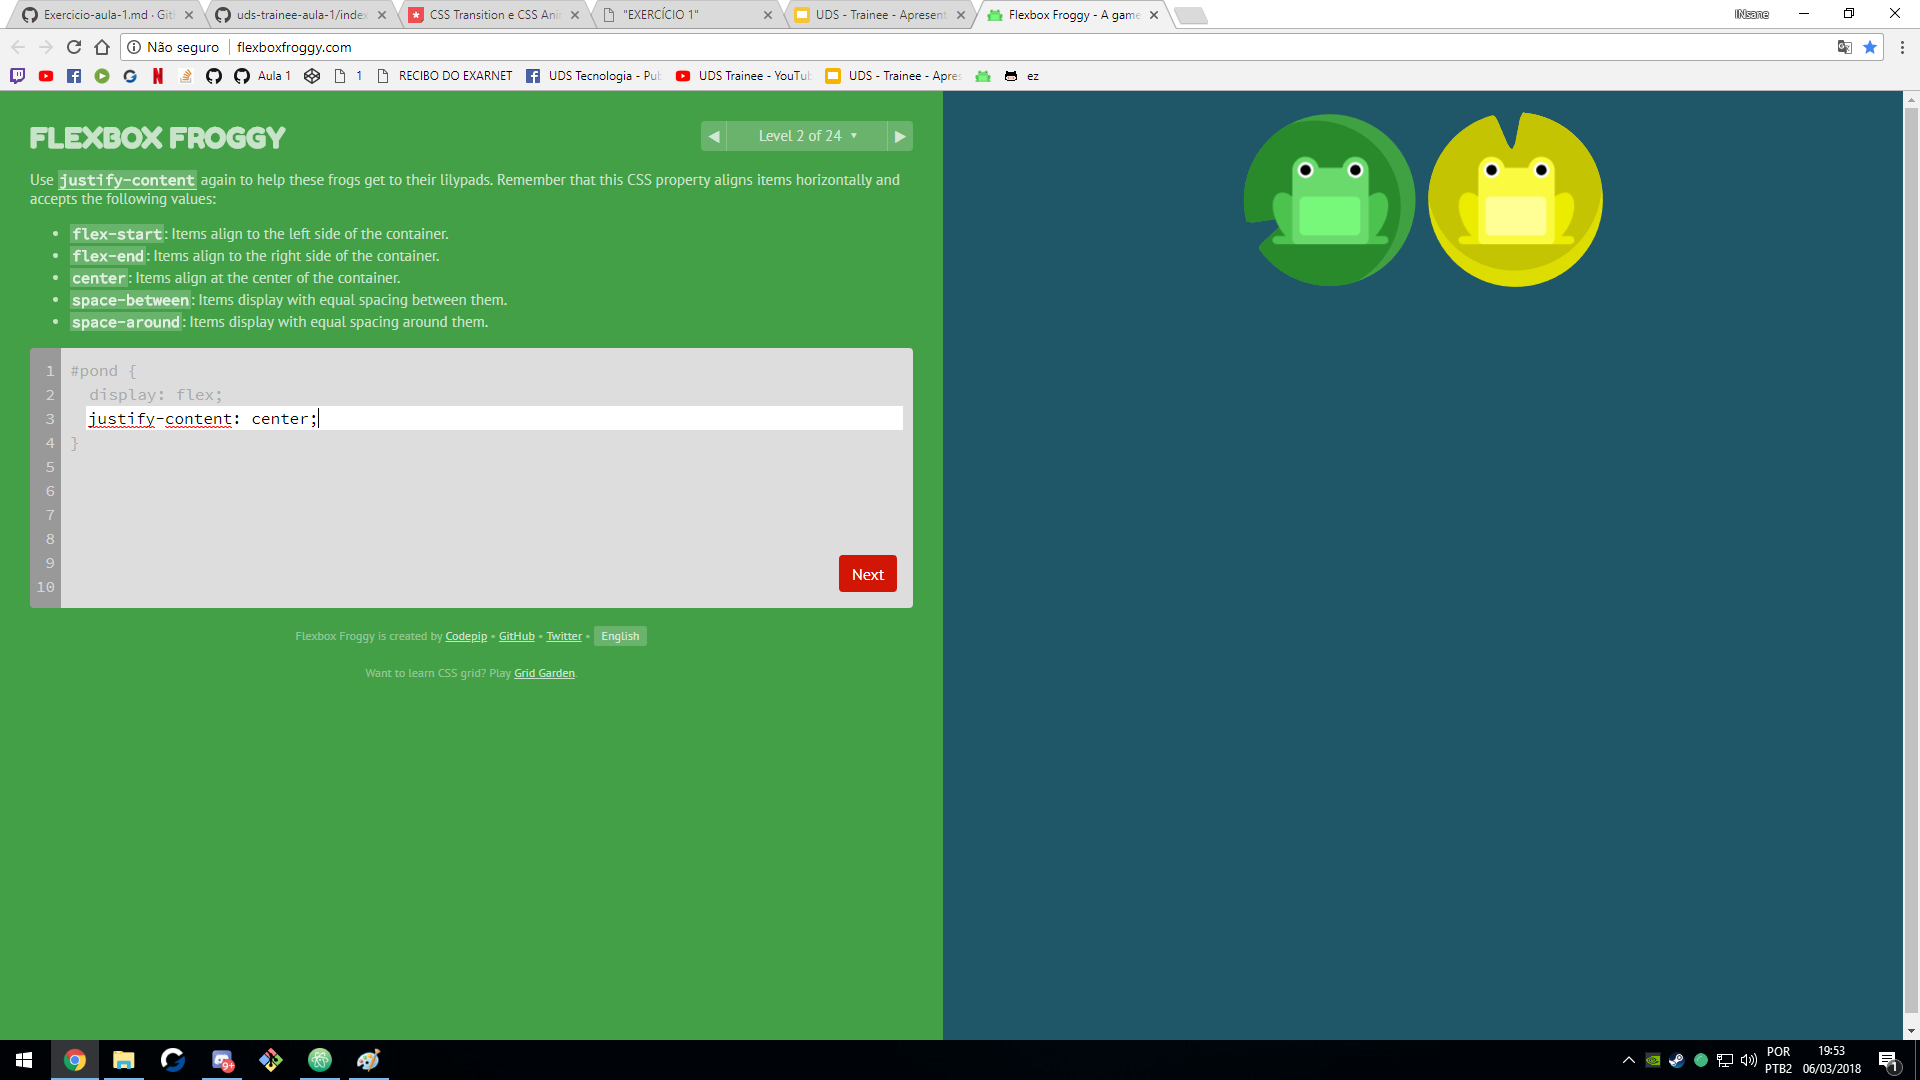 Exercicio-aula-1.md · Git
uds-trainee-aula-1/index
CSS Transition e CSS Ani
"EXERCÍCIO 1"
UDS - Trainee - Apresent
Flexbox Froggy - A game
INsane
Não seguro
flexboxfroggy.com
Aula 1
1
RECIBO DO EXARNET
UDS Tecnologia - Pub
UDS Trainee - YouTub
UDS - Trainee - Apres
ez
FLEXBOX FROGGY
Level 2 of 24
Use justify-content again to help these frogs get to their lilypads. Remember that this CSS property aligns items horizontally and
accepts the following values:
• flex-start: Items align to the left side of the container.
• flex-end: Items align to the right side of the container.
• center: Items align at the center of the container.
• space-between: Items display with equal spacing between them.
• space-around: Items display with equal spacing around them.
1 #pond {
2 display: flex;
3 justify-content: center;
4 }
5
6
7
8
9
10
Next
Flexbox Froggy is created by Codepip • GitHub • Twitter • English
Want to learn CSS grid? Play Grid Garden.
9+
POR
PTB2
19:53
06/03/2018
1